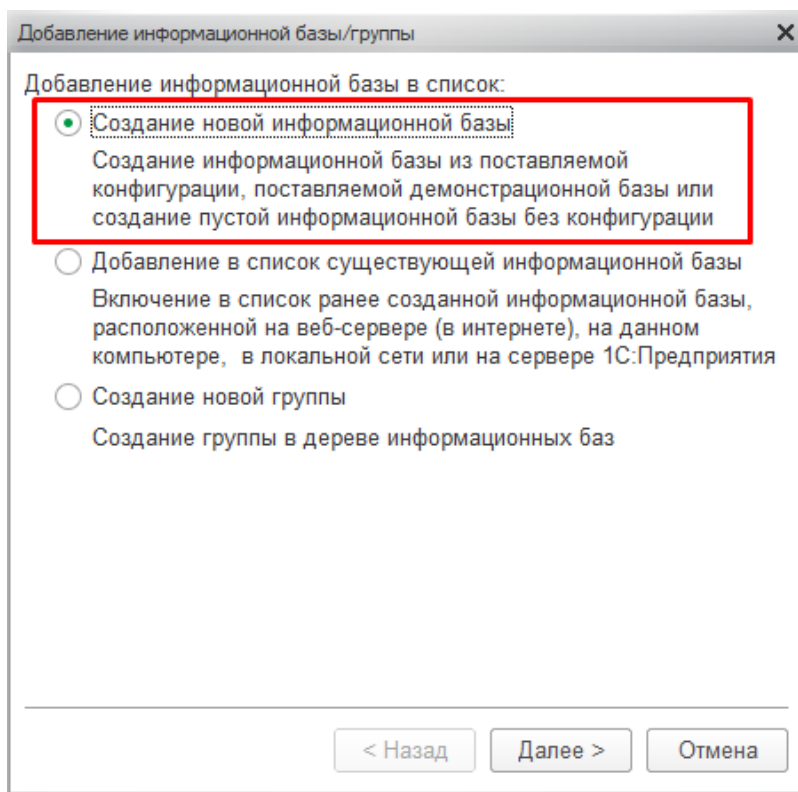 Добавление информационной базы/группы
Добавление информационной базы в список:
Создание новой информационной базы
Создание информационной базы из поставляемой
конфигурации, поставляемой демонстрационной базы или
создание пустой информационной базы без конфигурации
Добавление в список существующей информационной базы
Включение в список ранее созданной информационной базы,
расположенной на веб-сервере (в интернете), на данном
компьютере,  в локальной сети или на сервере 1С:Предприятия
Создание новой группы
Создание группы в дереве информационных баз
< Назад
Далее >
Отмена